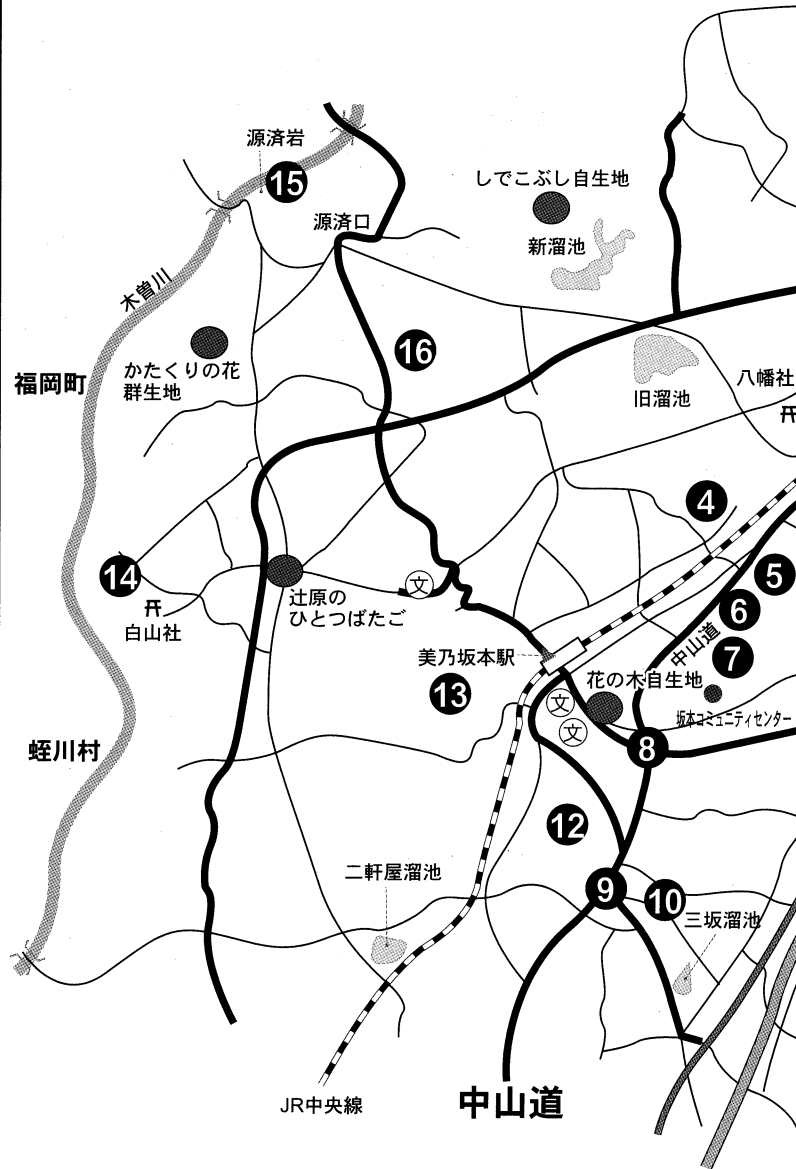 源済岩
15
しでこぶし自生地
源済口
新溜池
木曽川
16
福岡町
かたくりの花
群生地
八幡社
旧溜池
4
14
文
5
辻原の
ひとつばたご
6
白山社
中山道
7
美乃坂本駅
花の木自生地
13
文
文
坂本コミュニティセンター
8
蛭川村
12
二軒屋溜池
9
10
三坂溜池
JR中央線
中山道